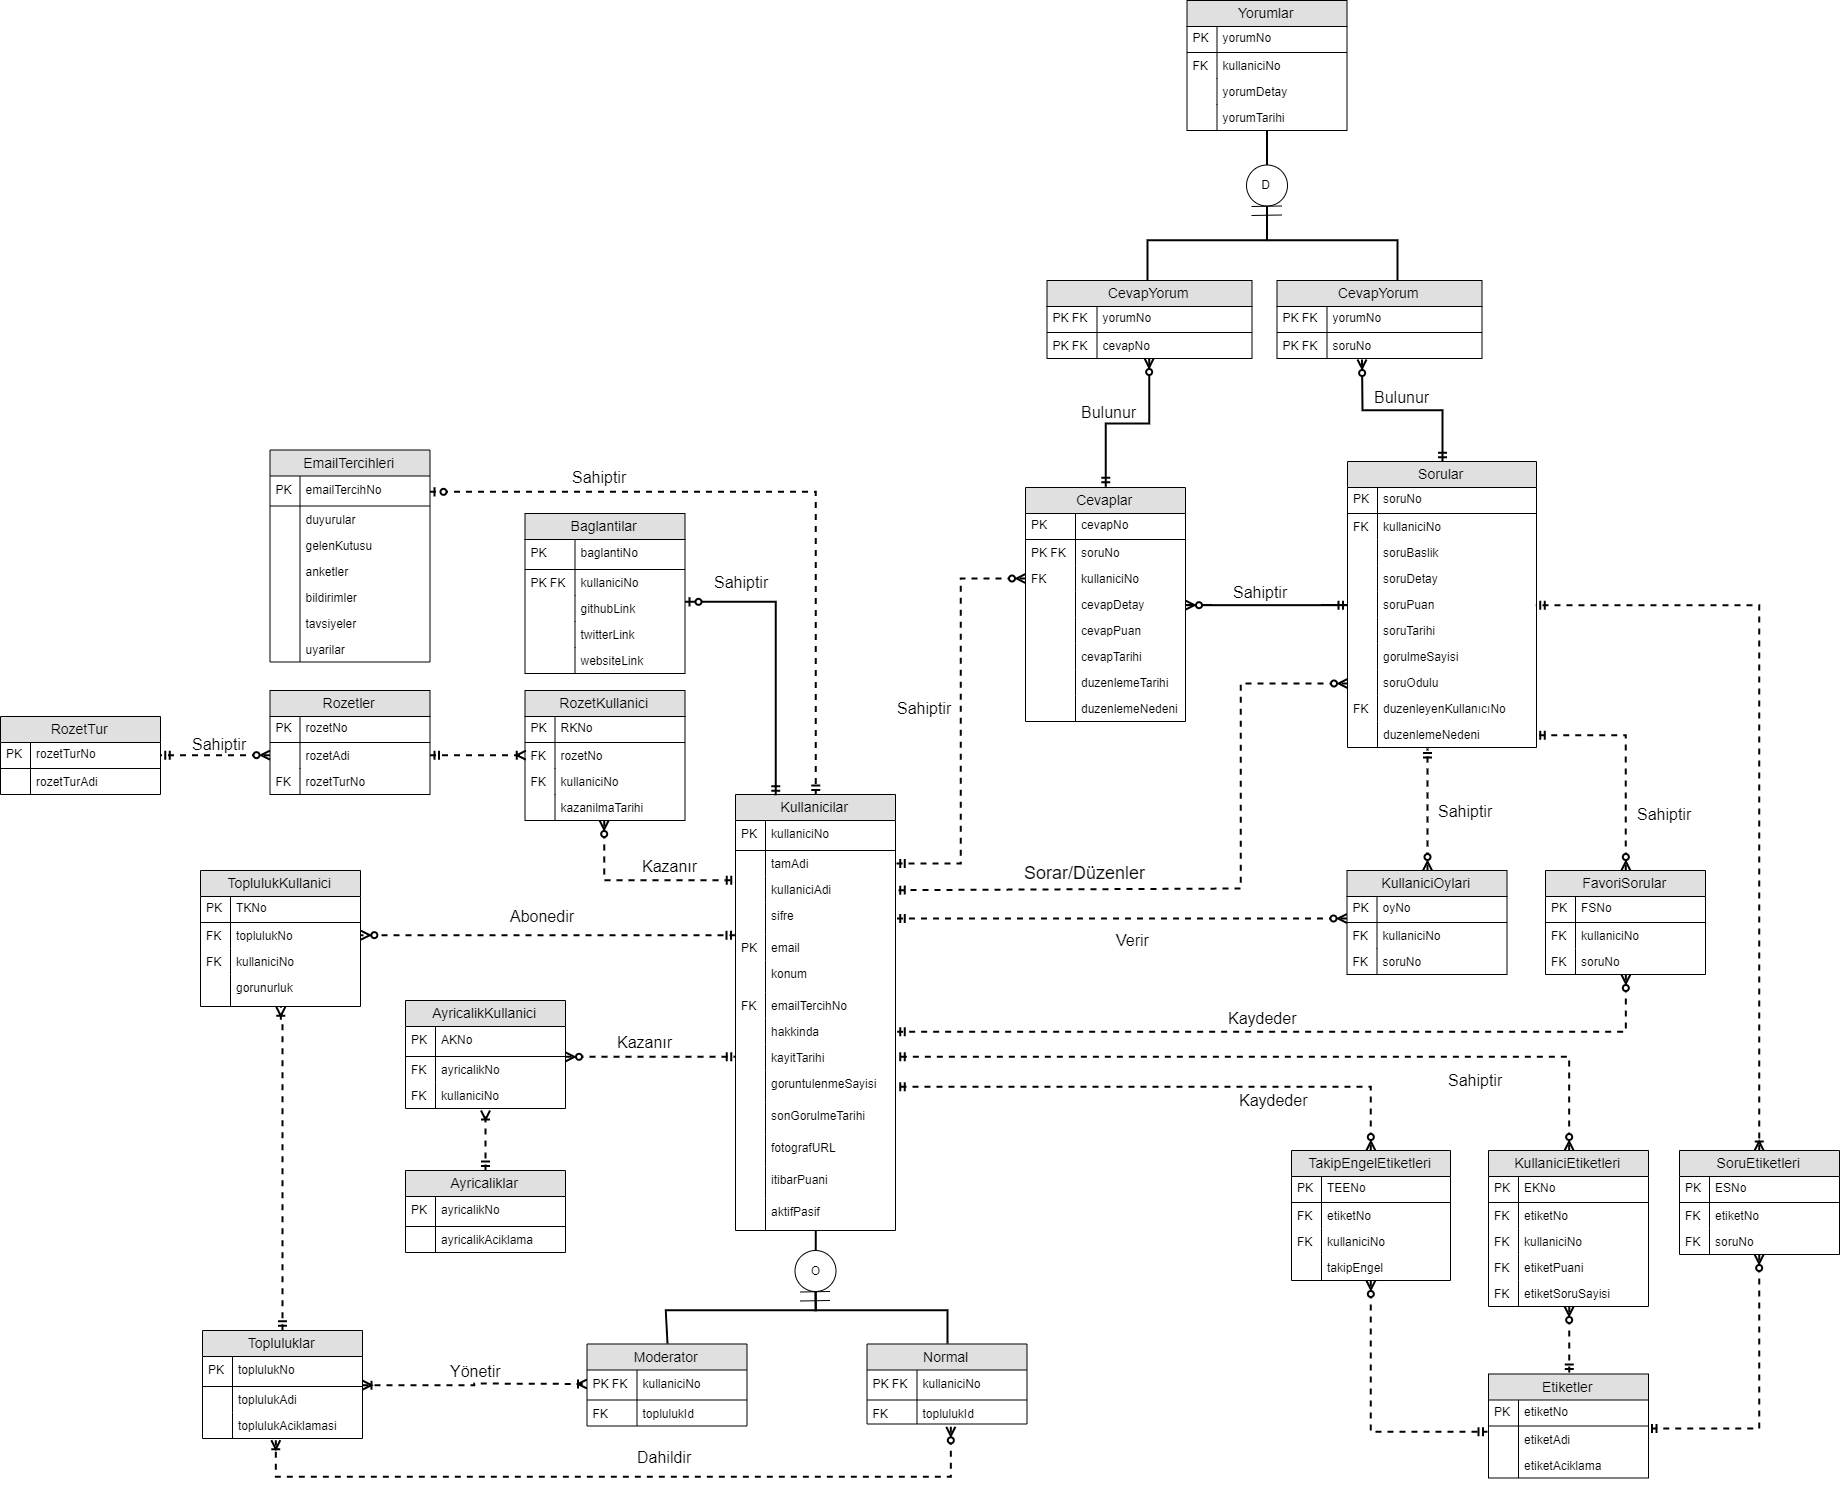 Yorumlar
PK yorumNo
FK kullaniciNo
yorumDetay
yorumTarihi
D
CevapYorum
PK FK yorumNo
PK FK cevapNo
CevapYorum
PK FK yorumNo
PK FK soruNo
Bulunur
Bulunur
EmailTercihleri
PK emailTercihNo
duyurular
gelenKutusu
anketler
bildirimler
tavsiyeler
uyarilar
Sahiptir
Baglantilar
PK baglantiNo
PK FK kullaniciNo
githubLink
twitterLink
websiteLink
Sahiptir
Cevaplar
PK cevapNo
PK FK soruNo
FK kullaniciNo
cevapDetay
cevapPuan
cevapTarihi
duzenlemeTarihi
duzenlemeNedeni
Sahiptir
Sorular
PK soruNo
FK kullaniciNo
soruBaslik
soruDetay
soruPuan
soruTarihi
gorulmeSayisi
soruOdulu
FK duzenleyenKullanıcıNo
duzenlemeNedeni
RozetTur
PK rozetTurNo
rozetTurAdi
Sahiptir
Rozetler
PK rozetNo
rozetAdi
FK rozetTurNo
RozetKullanici
PK RKNo
FK rozetNo
FK kullaniciNo
kazanilmaTarihi
Sahiptir
Kazanır
Kullanicilar
PK kullaniciNo
tamAdi
kullaniciAdi
sifre
PK email
konum
FK emailTercihNo
hakkinda
kayitTarihi
goruntulenmeSayisi
sonGorulmeTarihi
fotografURL
itibarPuani
aktifPasif
Sorar/Düzenler
Sahiptir
Sahiptir
ToplulukKullanici
PK TKNo
FK toplulukNo
FK kullaniciNo
gorunurluk
Abonedir
Verir
KullaniciOylari
PK oyNo
FK kullaniciNo
FK soruNo
FavoriSorular
PK FSNo
FK kullaniciNo
FK soruNo
AyricalikKullanici
PK AKNo
FK ayricalikNo
FK kullaniciNo
Kazanır
Kaydeder
Sahiptir
Kaydeder
Ayricaliklar
PK ayricalikNo
ayricalikAciklama
TakipEngelEtiketleri
PK TEENo
FK etiketNo
FK kullaniciNo
takipEngel
KullaniciEtiketleri
PK EKNo
FK etiketNo
FK kullaniciNo
FK etiketPuani
FK etiketSoruSayisi
SoruEtiketleri
PK ESNo
FK etiketNo
FK soruNo
O
Topluluklar
PK toplulukNo
toplulukAdi
toplulukAciklamasi
Yönetir
Moderator
PK FK kullaniciNo
FK toplulukId
Normal
PK FK kullaniciNo
FK toplulukId
Dahildir
Etiketler
PK etiketNo
etiketAdi
etiketAciklama